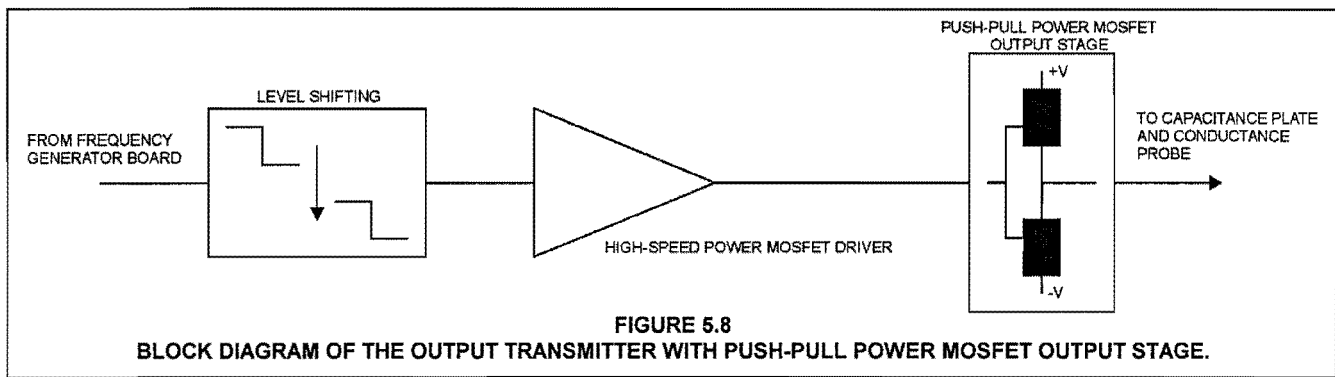 PUSH-PULL POWER MOSFET
OUTPUT STAGE
+V
LEVEL SHIFTING
FROM FREQUENCY
GENERATOR BOARD
TO CAPACITANCE PLATE
AND CONDUCTANCE
PROBE
HIGH-SPEED POWER MOSFET DRIVER
-V
FIGURE 5.8
BLOCK DIAGRAM OF THE OUTPUT TRANSMITTER WITH PUSH-PULL POWER MOSFET OUTPUT STAGE.